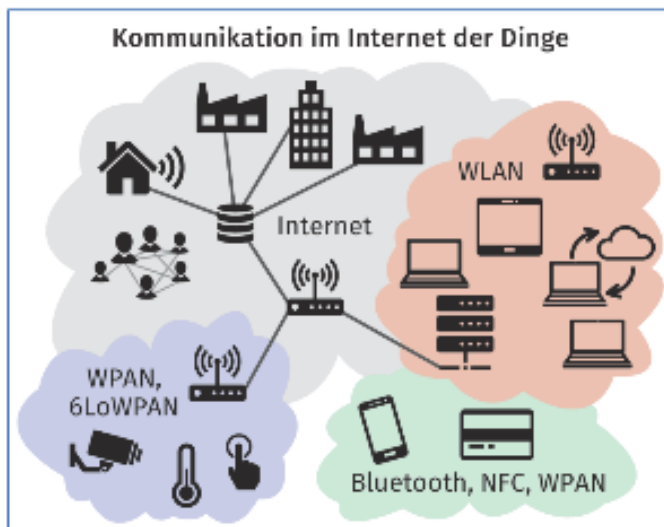 Kommunikation im Internet der Dinge
WLAN
Internet
WPAN,
6LoWPAN
Bluetooth, NFC, WPAN